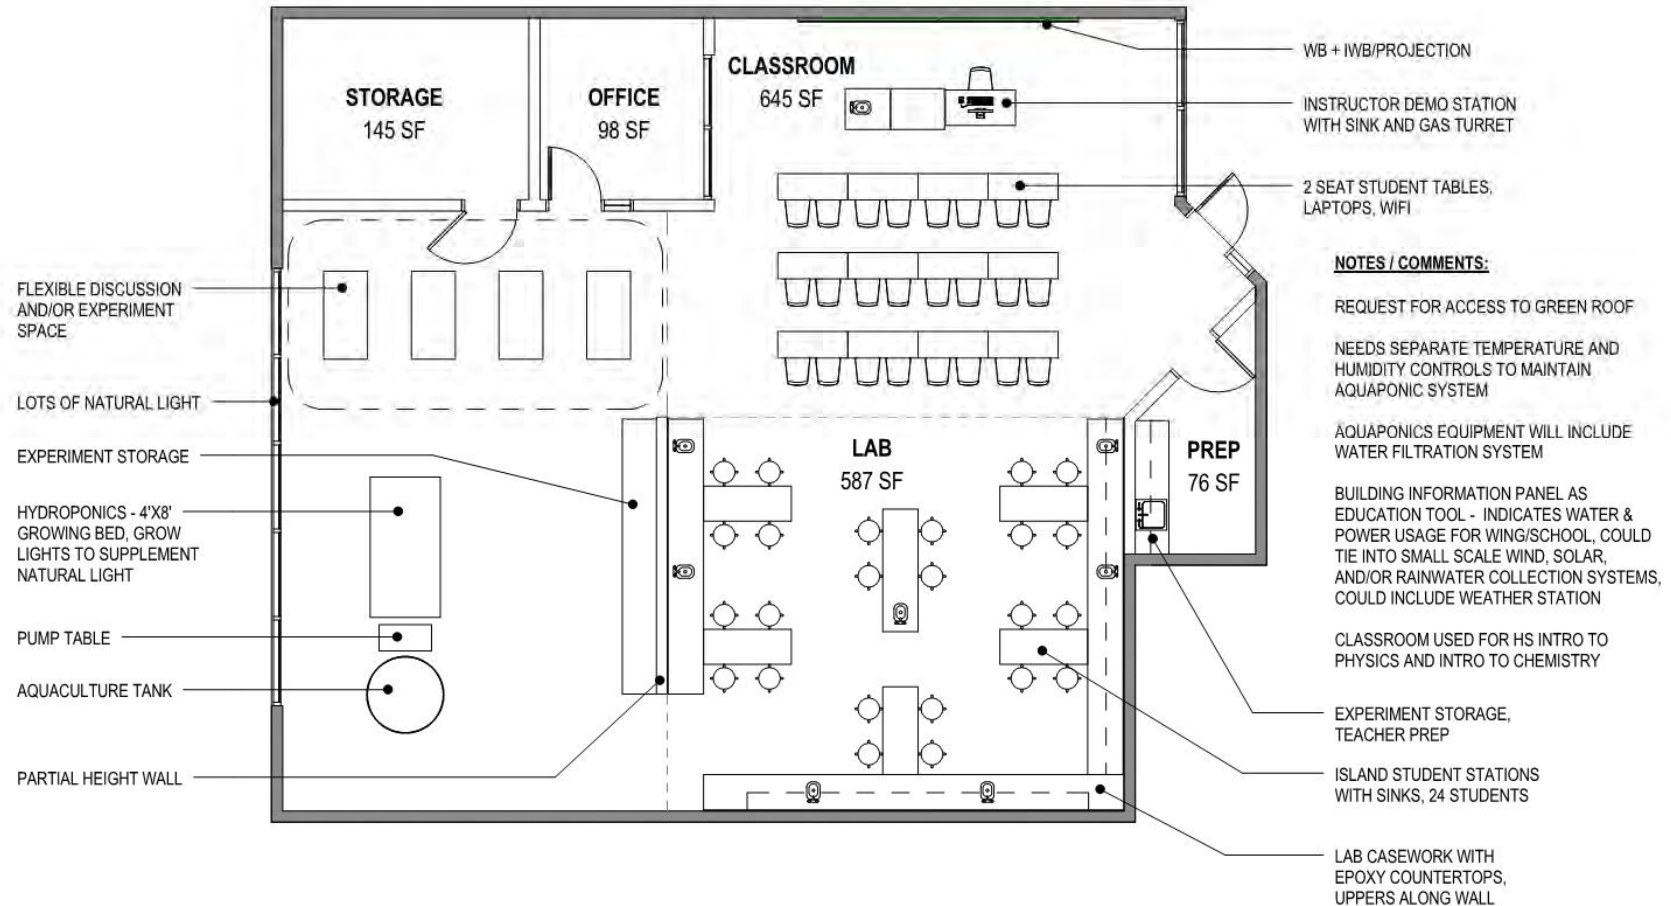 STORAGE
145 SF
OFFICE
98 SF
CLASSROOM
645 SF
LAB
587 SF
PREP
76 SF
FLEXIBLE DISCUSSION
AND/OR EXPERIMENT
SPACE
LOTS OF NATURAL LIGHT
EXPERIMENT STORAGE
HYDROPONICS - 4'X8'
GROWING BED, GROW
LIGHTS TO SUPPLEMENT
NATURAL LIGHT
PUMP TABLE
AQUACULTURE TANK
PARTIAL HEIGHT WALL
WB + IWB/PROJECTION
INSTRUCTOR DEMO STATION
WITH SINK AND GAS TURRET
2 SEAT STUDENT TABLES,
LAPTOPS, WIFI
NOTES / COMMENTS:
REQUEST FOR ACCESS TO GREEN ROOF
NEEDS SEPARATE TEMPERATURE AND
HUMIDITY CONTROLS TO MAINTAIN
AQUAPONIC SYSTEM
AQUAPONICS EQUIPMENT WILL INCLUDE
WATER FILTRATION SYSTEM
BUILDING INFORMATION PANEL AS
EDUCATION TOOL - INDICATES WATER &
POWER USAGE FOR WING/SCHOOL, COULD
TIE INTO SMALL SCALE WIND, SOLAR,
AND/OR RAINWATER COLLECTION SYSTEMS,
COULD INCLUDE WEATHER STATION
CLASSROOM USED FOR HS INTRO TO
PHYSICS AND INTRO TO CHEMISTRY
EXPERIMENT STORAGE,
TEACHER PREP
ISLAND STUDENT STATIONS
WITH SINKS, 24 STUDENTS
LAB CASEWORK WITH
EPOXY COUNTERTOPS,
UPPERS ALONG WALL